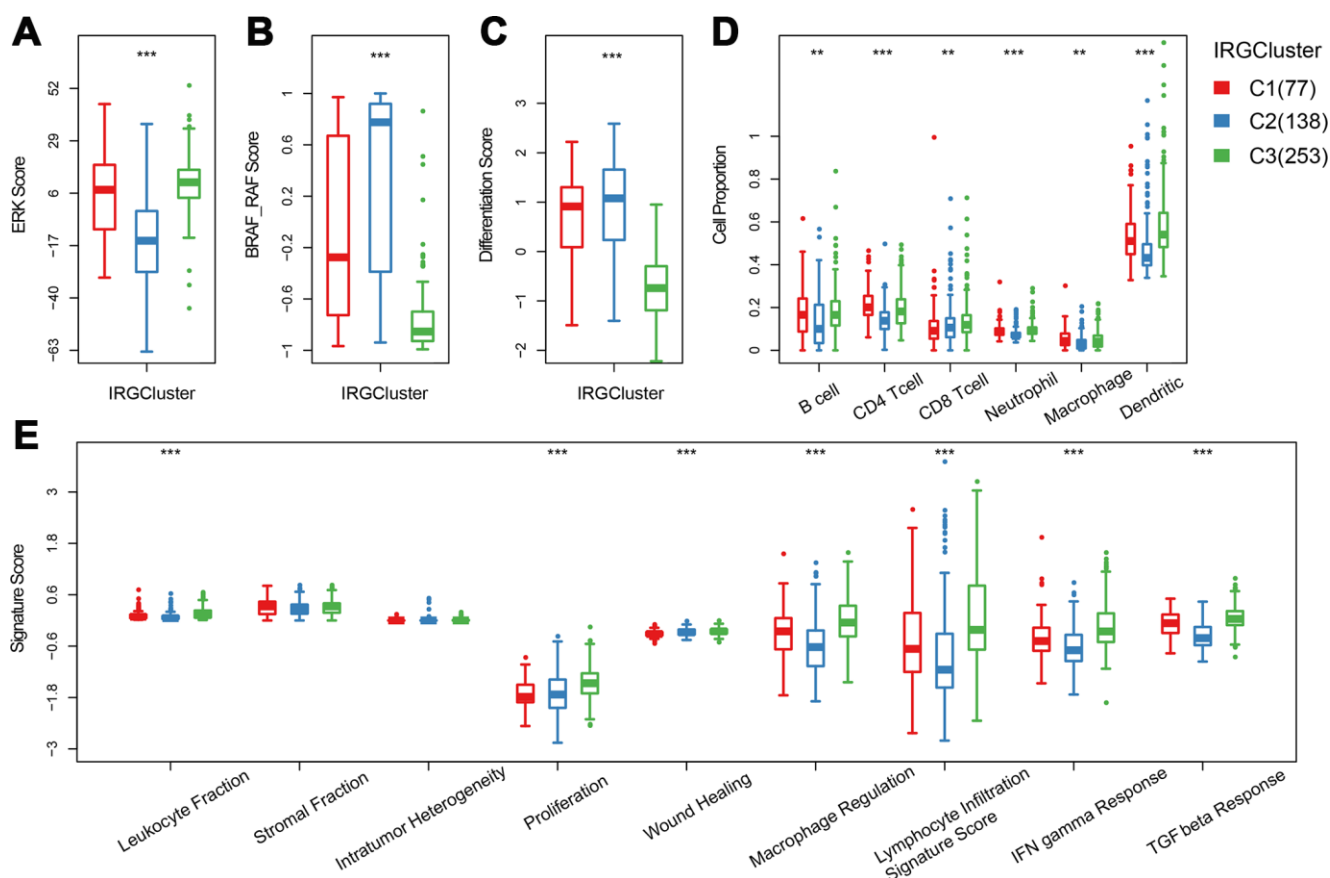 A
B
C
D
***
***
***
** *** ** *** ** ***
IRGCluster
C1(77)
C2(138)
C3(253)
ERK Score
52
29
6
−17
−40
−63
IRGCluster
BRAF_RAF Score
1
0.6
0.2
−0.2
−0.6
−1
IRGCluster
Differentiation Score
3
2
1
0
−1
−2
IRGCluster
Cell Proportion
1
0.8
0.6
0.4
0.2
0
B cell
CD4 Tcell
CD8 Tcell
Neutrophil
Macrophage
Dendritic
E
*** *** *** *** *** *** ***
Signature Score
3
1.8
0.6
−0.6
−1.8
−3
Leukocyte Fraction
Stromal Fraction
Intratumor Heterogeneity
Proliferation
Wound Healing
Macrophage Regulation
Lymphocyte Infiltration
Signature Score
IFN gamma Response
TGF beta Response